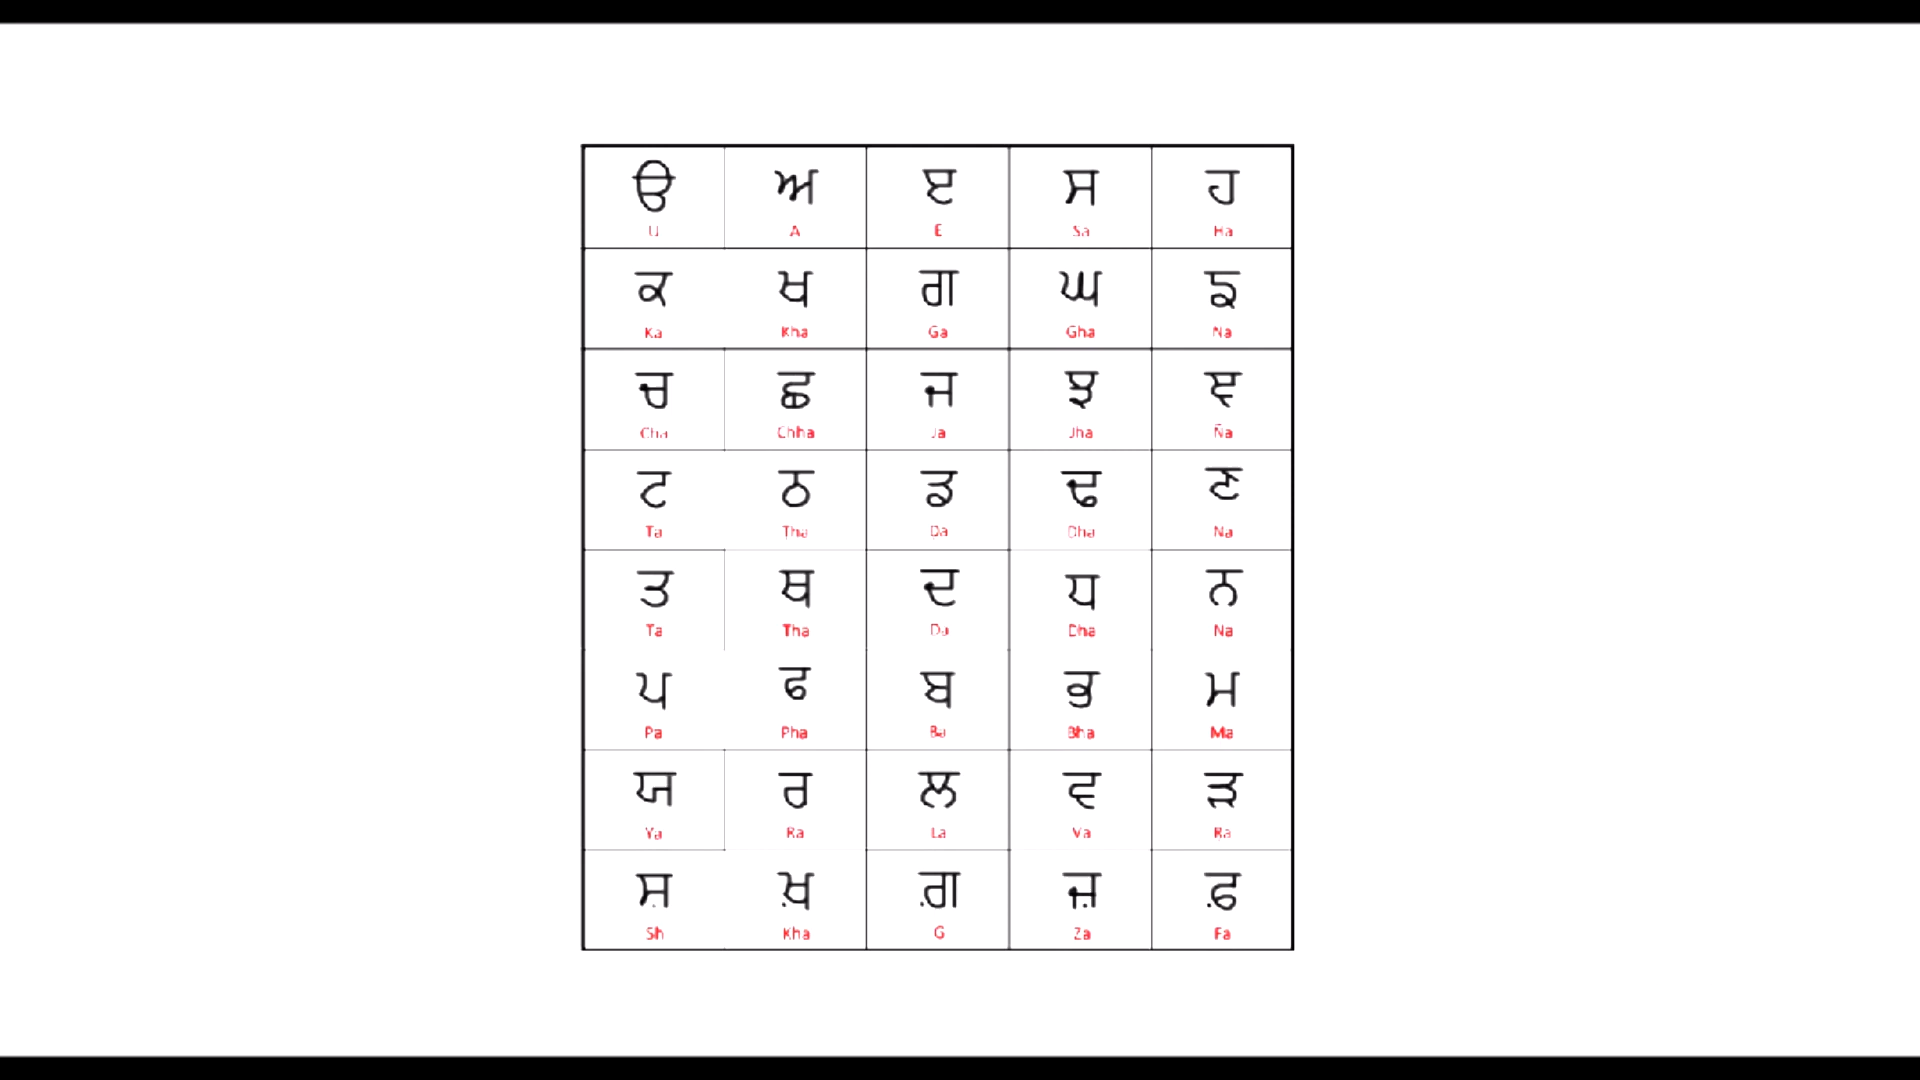 ੳ ਅ ੲ ਸ ਹ
U A E Sa Ha
ਕ ਖ ਗ ਘ ਙ
Ka Kha Ga Gha Na
ਚ ਛ ਜ ਝ ਞ
Cha Chha Ja Jha Ña
ਟ ਠ ਡ ਢ ਣ
Ta Tha Da Dha Na
ਤ ਥ ਦ ਧ ਨ
Ta Tha Da Dha Na
ਪ ਫ ਬ ਭ ਮ
Pa Pha Ba Bha Ma
ਯ ਰ ਲ ਵ ੜ
Ya Ra La Va Ra
ਸ਼ ਖ਼ ਗ਼ ਜ਼ ਫ਼
Sh Kha G Za Fa